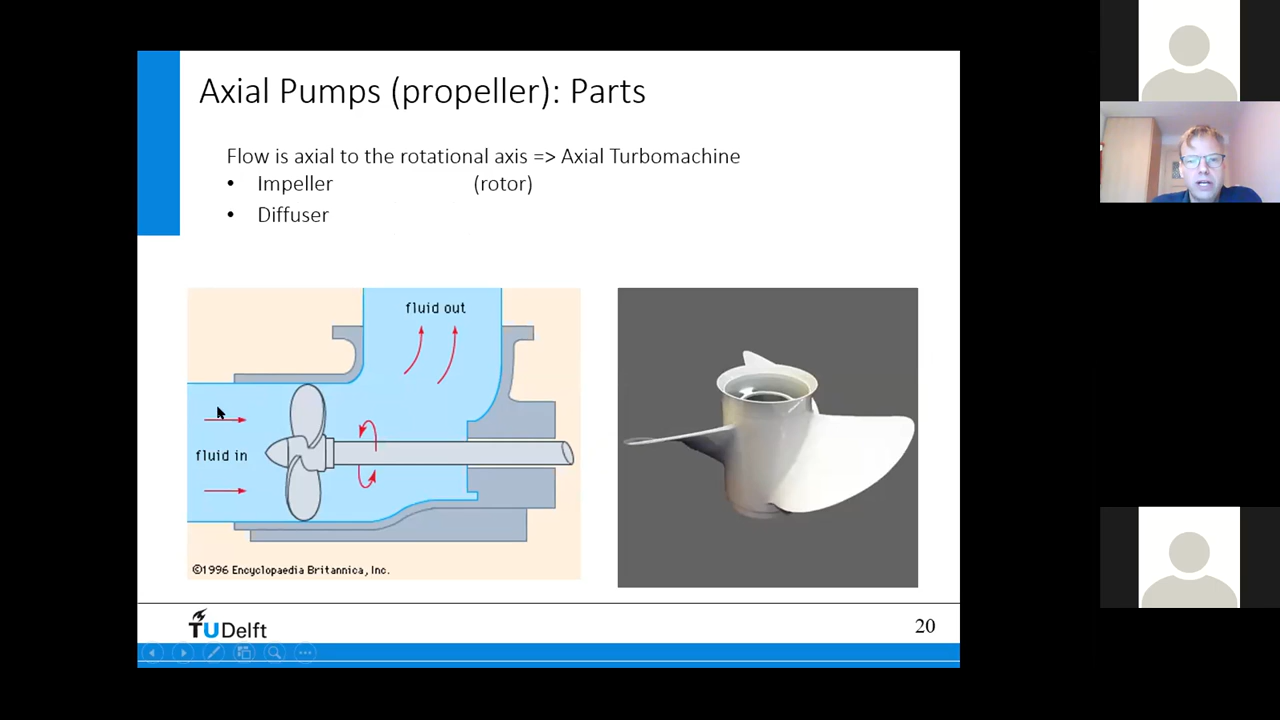 Axial Pumps (propeller): Parts
Flow is axial to the rotational axis => Axial Turbomachine
• Impeller (rotor)
• Diffuser
fluid out
fluid in
©1996 Encyclopaedia Britannica, Inc.
TUDelft
20